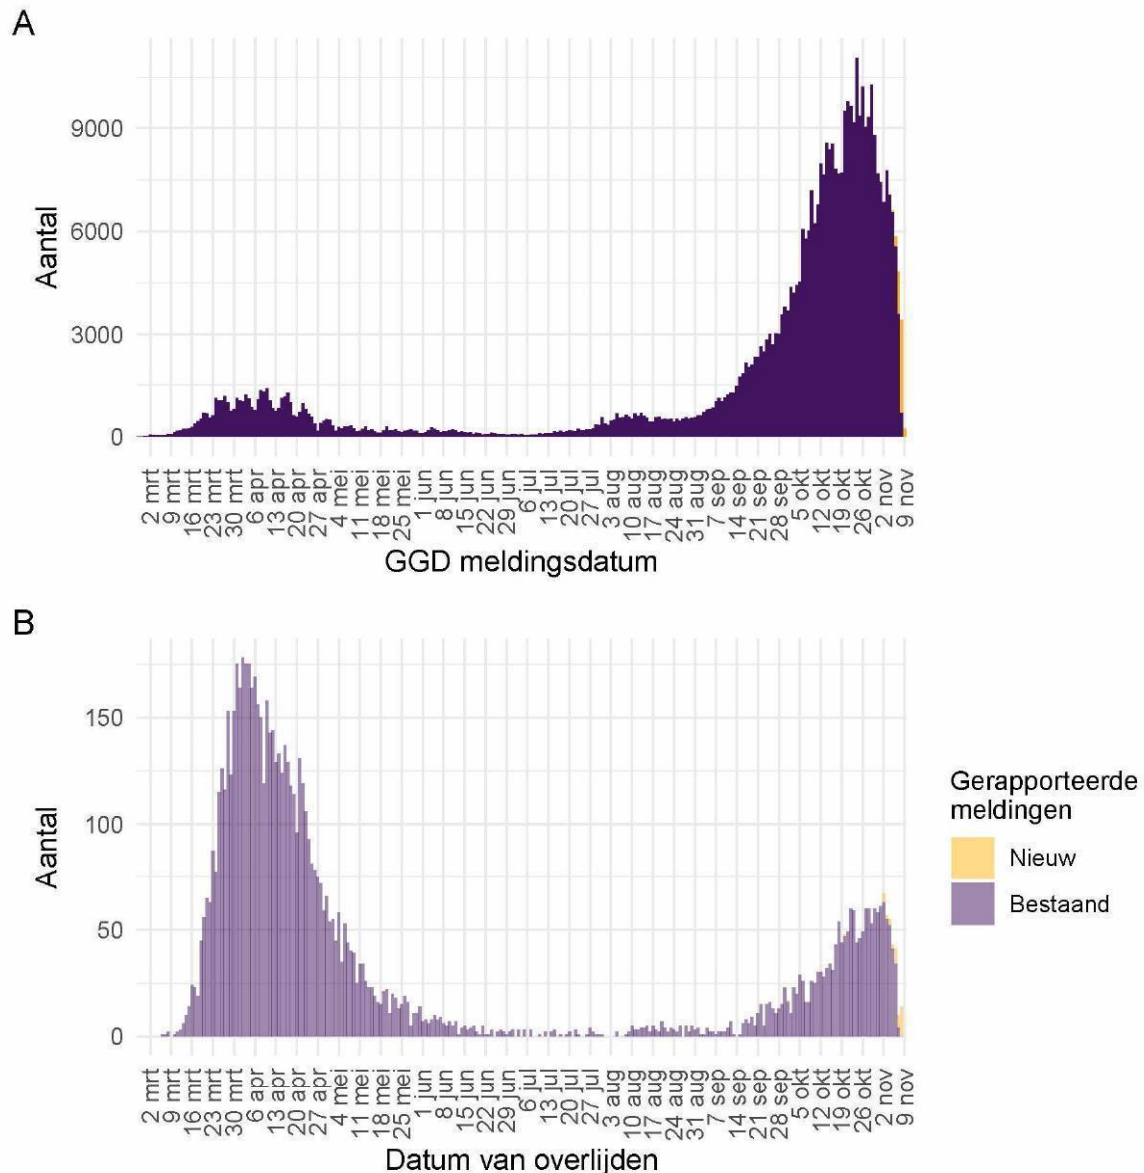 A
9000
6000
3000
0
Aantal
2 mrt
9 mrt
16 mrt
23 mrt
30 mrt
6 apr
13 apr
20 apr
27 apr
4 mei
11 mei
18 mei
25 mei
1 jun
8 jun
15 jun
22 jun
29 jun
6 jul
13 jul
20 jul
27 jul
3 aug
10 aug
17 aug
24 aug
31 aug
7 sep
14 sep
21 sep
28 sep
5 okt
12 okt
19 okt
26 okt
2 nov
9 nov
GGD meldingsdatum
B
150
100
50
0
Aantal
2 mrt
9 mrt
16 mrt
23 mrt
30 mrt
6 apr
13 apr
20 apr
27 apr
4 mei
11 mei
18 mei
25 mei
1 jun
8 jun
15 jun
22 jun
29 jun
6 jul
13 jul
20 jul
27 jul
3 aug
10 aug
17 aug
24 aug
31 aug
7 sep
14 sep
21 sep
28 sep
5 okt
12 okt
19 okt
26 okt
2 nov
9 nov
Datum van overlijden
Gerapporteerde
meldingen
Nieuw
Bestaand